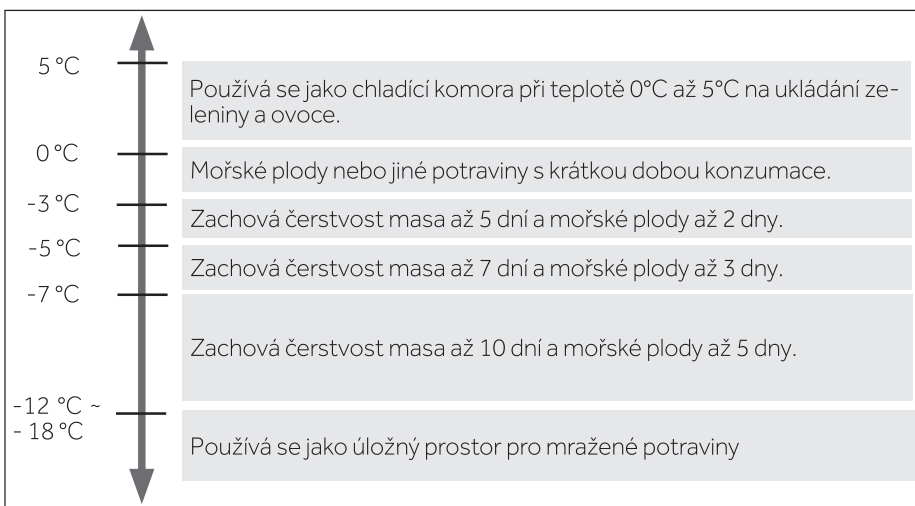 5 °C
Používá se jako chladící komora při teplotě 0°C až 5°C na ukládání ze-
leniny a ovoce.
0 °C
Mořské plody nebo jiné potraviny s krátkou dobou konzumace.
-3 °C
Zachová čerstvost masa až 5 dní a mořské plody až 2 dny.
-5 °C
Zachová čerstvost masa až 7 dní a mořské plody až 3 dny.
-7 °C
Zachová čerstvost masa až 10 dní a mořské plody až 5 dny.
-12 °C ~
- 18 °C
Používá se jako úložný prostor pro mražené potraviny